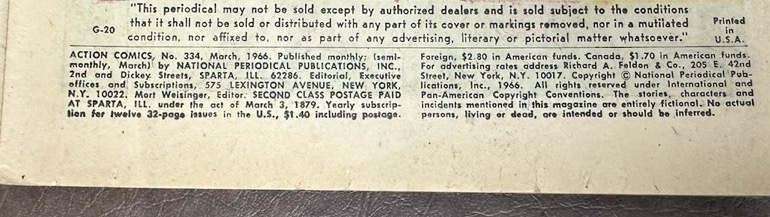 "This periodical may not be sold except by authorized dealers and is sold subject to the conditions
that it shall not be sold or distributed with any part of its cover or markings removed, nor in a mutilated
condition, nor affixed to, nor as part of any advertising, literary or pictorial matter whatsoever."
G-20
Printed
in
U.S.A.
ACTION COMICS, No. 334, March, 1966. Published monthly; (semi-
monthly, March) by NATIONAL PERIODICAL PUBLICATIONS, INC.,
2nd and Dickey Streets, SPARTA, ILL. 62286. Editorial, Executive
offices and Subscriptions, 575 LEXINGTON AVENUE, NEW YORK,
N.Y. 10022. Mort Weisinger, Editor. SECOND CLASS POSTAGE PAID
AT SPARTA, ILL. under the act of March 3, 1879. Yearly subscrip-
tion for twelve 32-page issues in the U.S., $1.40 including postage.
Foreign, $2.80 in American funds. Canada, $1.70 in American funds.
For advertising rates address Richard A. Feldon & Co., 205 E. 42nd
Street, New York, N.Y. 10017. Copyright © National Periodical Pub-
lications, Inc., 1966. All rights reserved under International and
Pan-American Copyright Conventions. The stories, characters and
incidents mentioned in this magazine are entirely fictional. No actual
persons, living or dead, are intended or should be inferred.